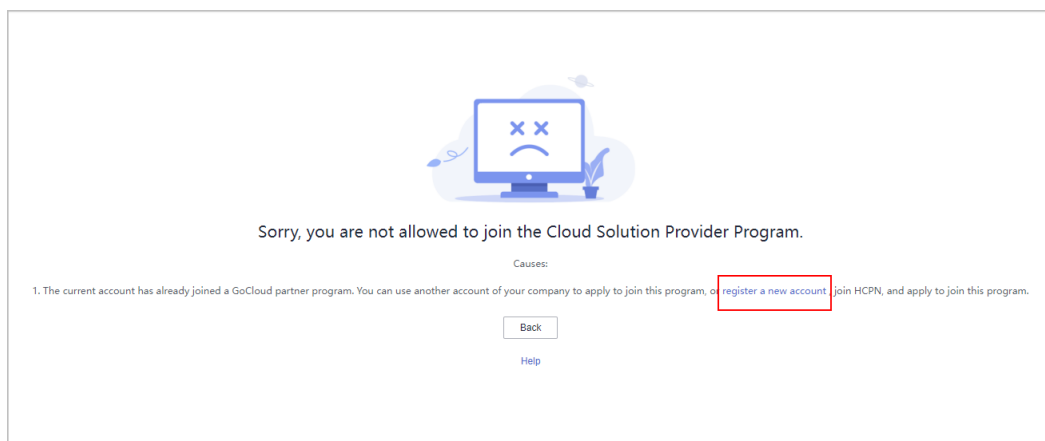 Sorry, you are not allowed to join the Cloud Solution Provider Program.
Causes:
1. The current account has already joined a GoCloud partner program. You can use another account of your company to apply to join this program, or register a new account , join HCPN, and apply to join this program.
Back
Help